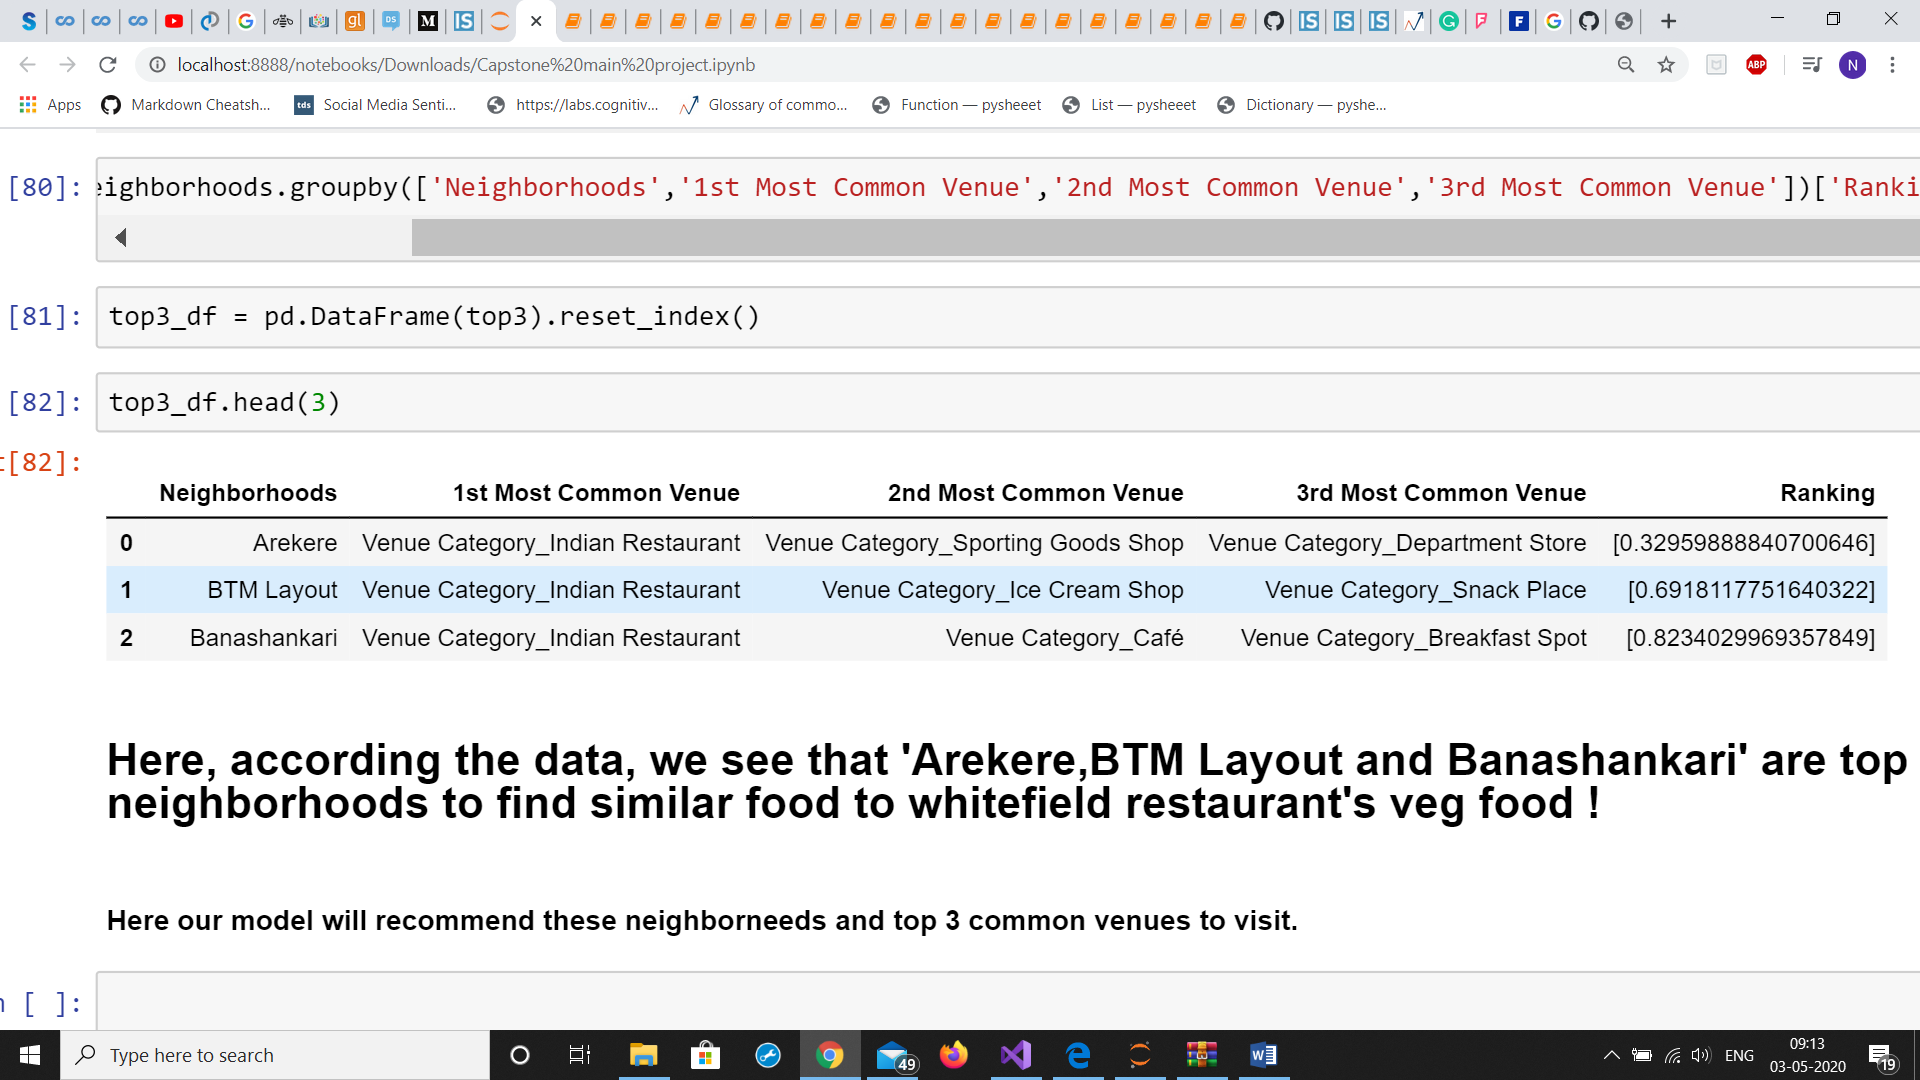 localhost:8888/notebooks/Downloads/Capstone%20main%20project.ipynb
ABP
N
Apps
Markdown Cheatsh...
tds
Social Media Senti...
https://labs.cognitiv...
Glossary of commo...
Function — pysheeet
List — pysheeet
Dictionary — pyshe...
[80]: eighborhoods.groupby(['Neighborhoods','1st Most Common Venue','2nd Most Common Venue','3rd Most Common Venue'])['Ranki
[81]: top3_df = pd.DataFrame(top3).reset_index()
[82]: top3_df.head(3)
t[82]:
Neighborhoods 1st Most Common Venue 2nd Most Common Venue 3rd Most Common Venue Ranking
0 Arekere Venue Category_Indian Restaurant Venue Category_Sporting Goods Shop Venue Category_Department Store [0.32959888840700646]
1 BTM Layout Venue Category_Indian Restaurant Venue Category_Ice Cream Shop Venue Category_Snack Place [0.6918117751640322]
2 Banashankari Venue Category_Indian Restaurant Venue Category_Café Venue Category_Breakfast Spot [0.8234029969357849]
Here, according the data, we see that 'Arekere,BTM Layout and Banashankari' are top
neighborhoods to find similar food to whitefield restaurant's veg food !
Here our model will recommend these neighborneeds and top 3 common venues to visit.
n [ ]:
Type here to search
49
ENG
09:13
03-05-2020
19